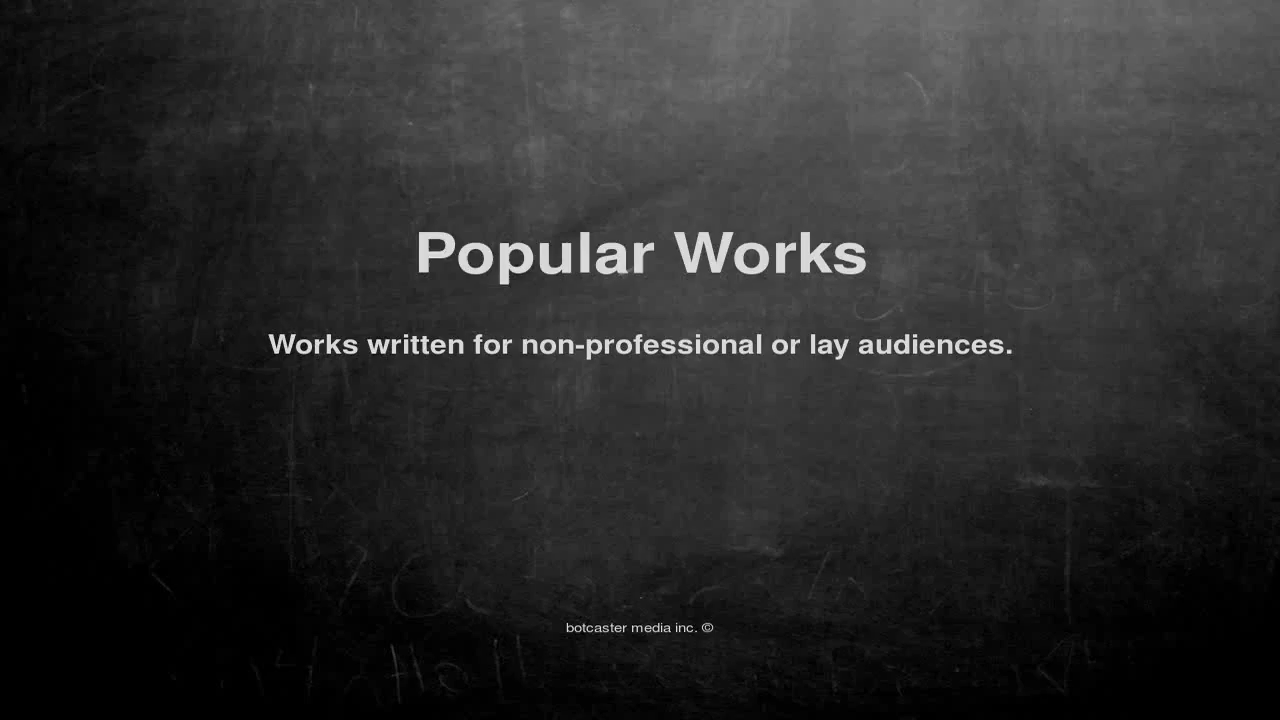 Popular Works
Works written for non-professional or lay audiences.
botcaster media inc. ©